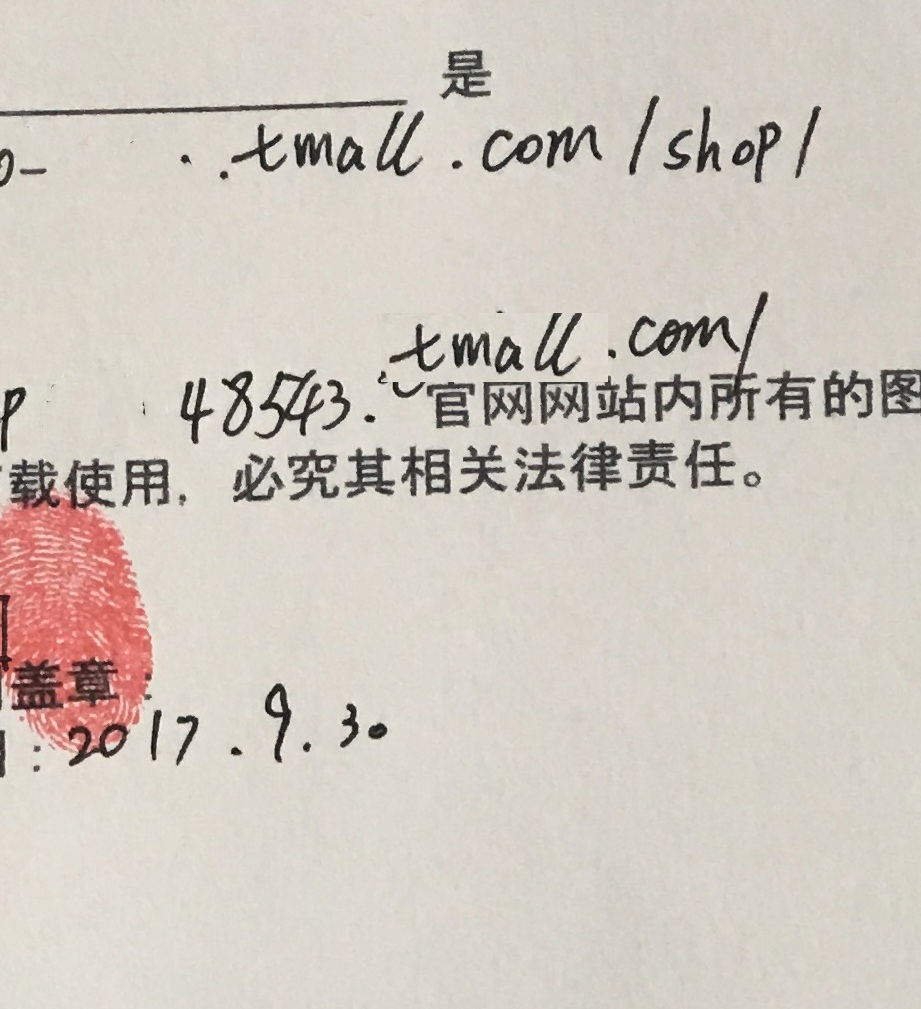 是
.tmall.com/shop/
tmall.com/
48543. 官网网站内所有的图
载使用，必究其相关法律责任。
盖章：
：2017.9.30